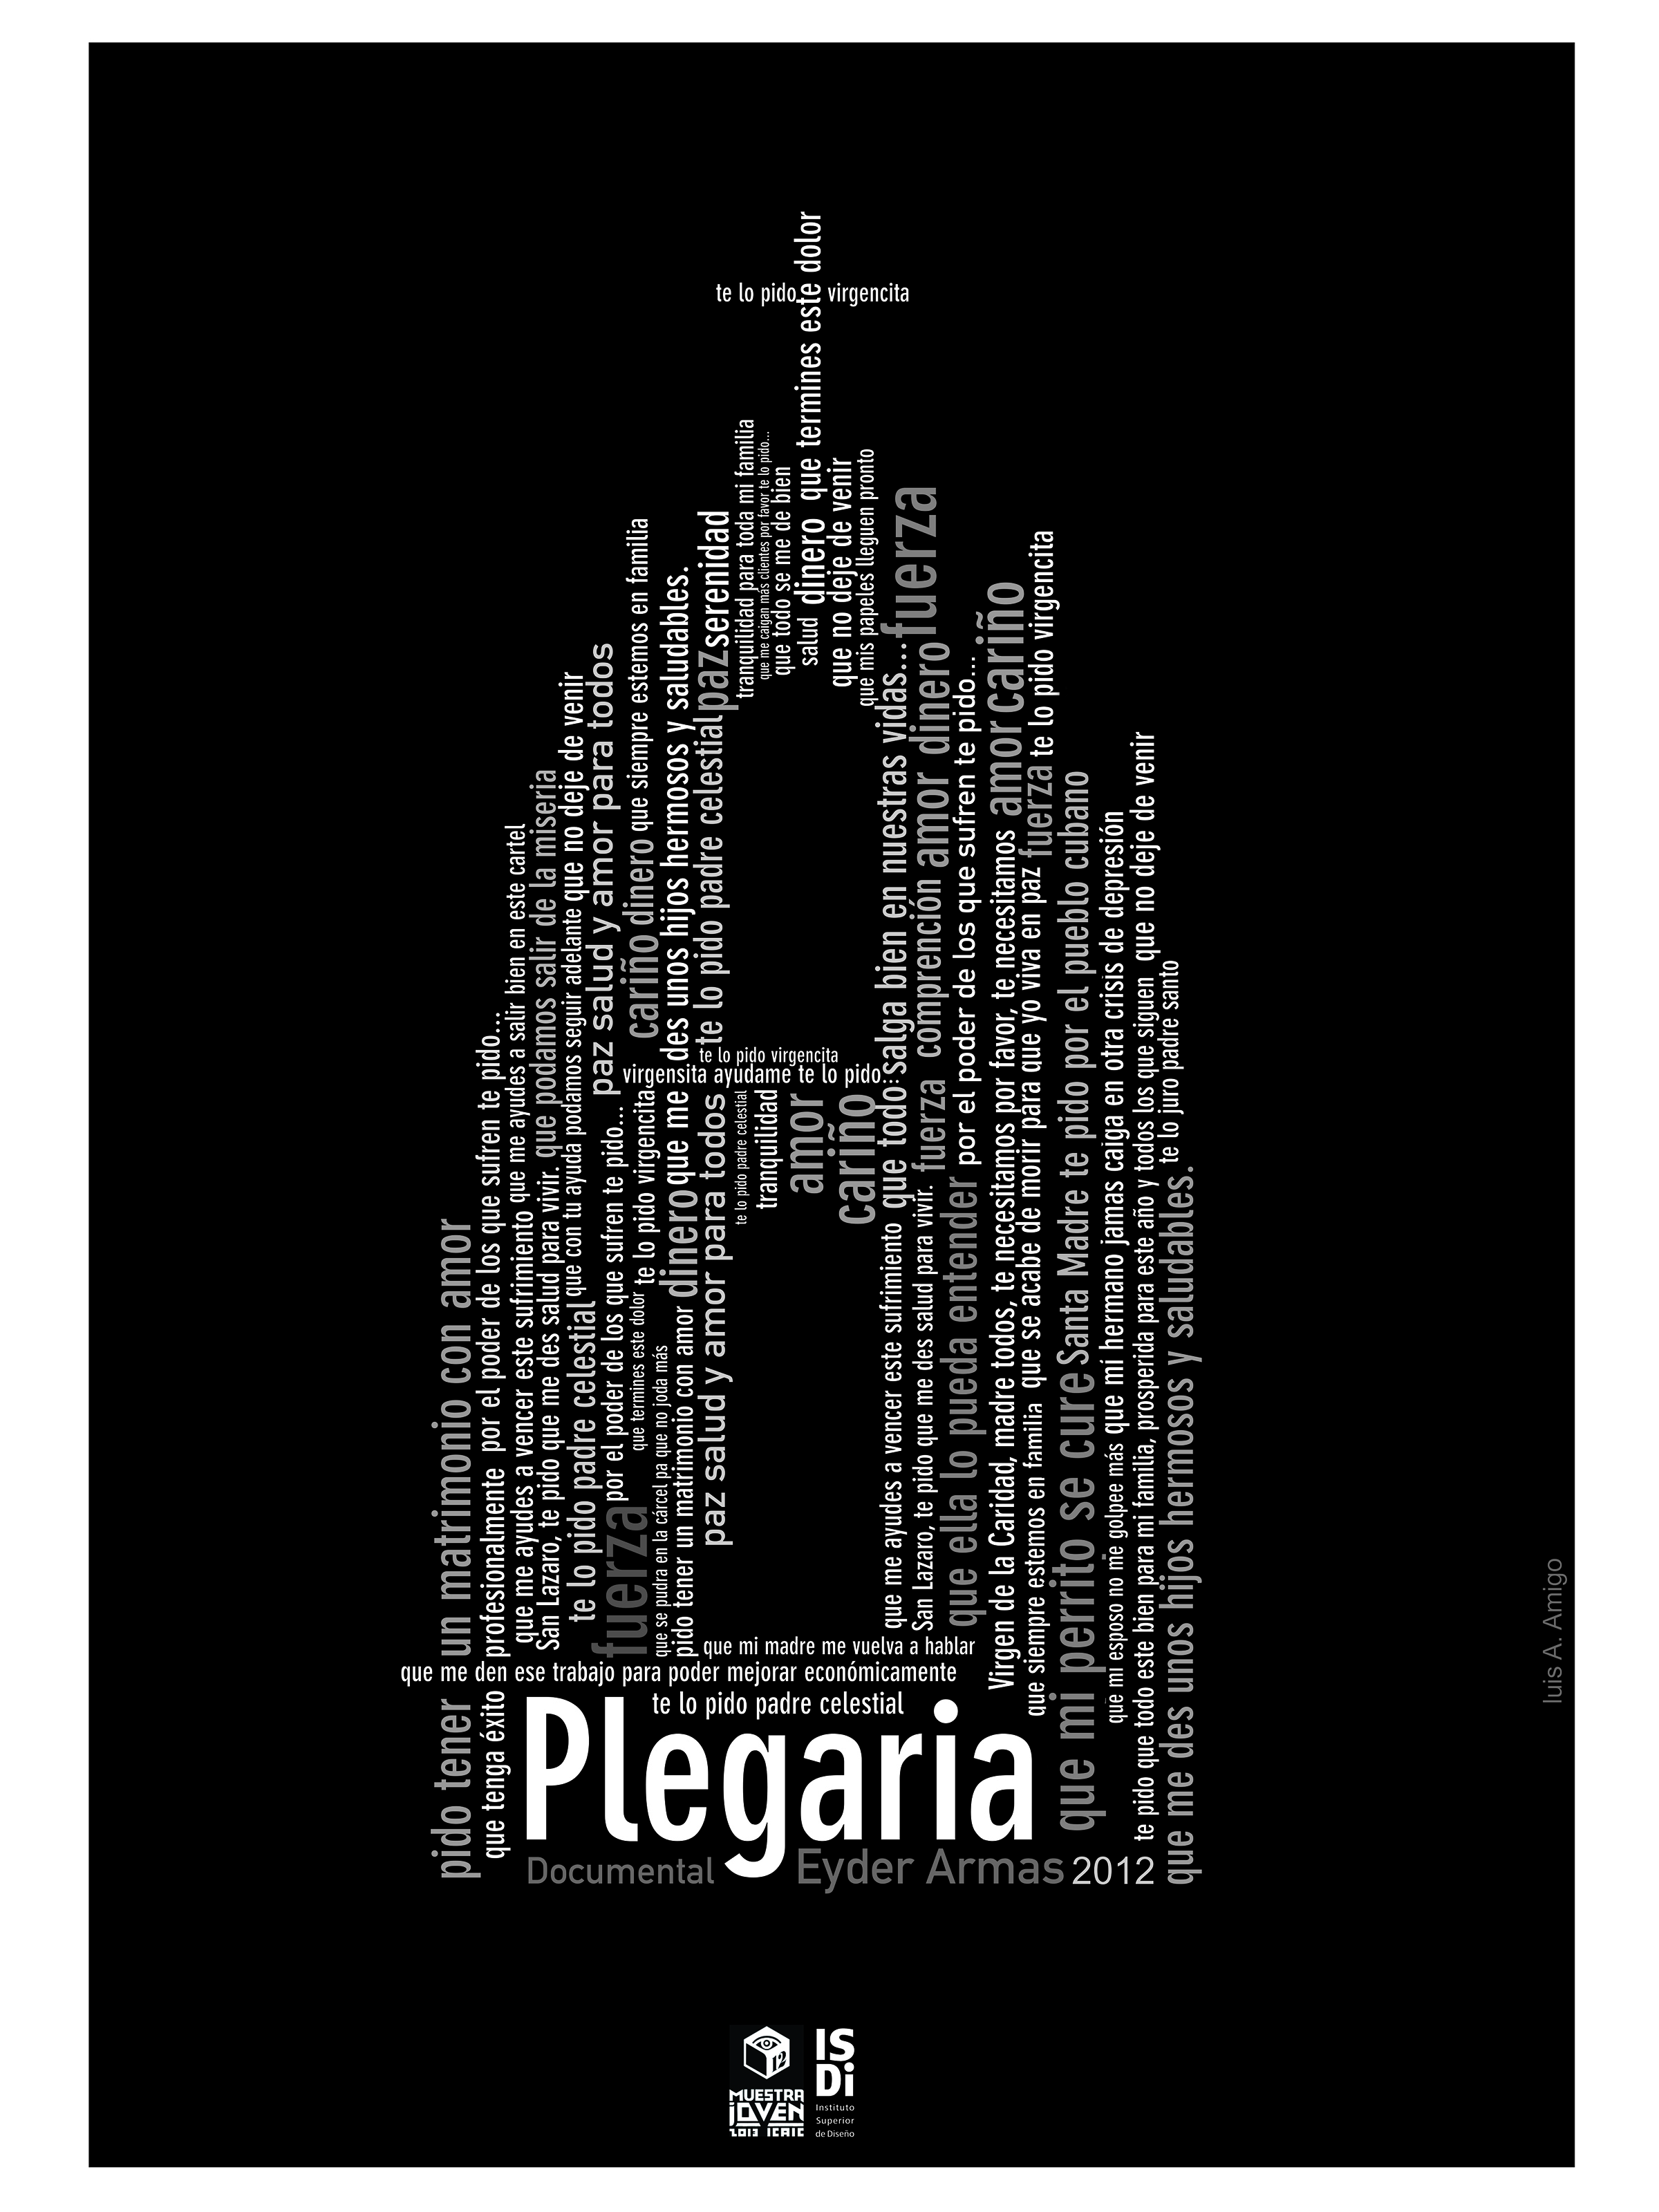 te lo pido virgencita
salud dinero que termines este dolor
tranquilidad para toda mi familia
que me caigan más clientes por favor te lo pido...
que todo se me de bien
que no deje de venir
que mis papeles lleguen pronto
pido tener un matrimonio con amor
que tenga éxito profesionalmente por el poder de los que sufren te pido...
que me ayudes a vencer este sufrimiento que me ayudes a salir bien en este cartel
San Lazaro, te pido que me des salud para vivir. que podamos salir de la miseria
te lo pido padre celestial que con tu ayuda podamos seguir adelante que no deje de venir
fuerza por el poder de los que sufren te pido... paz salud y amor para todos
que termines este dolor te lo pido virgencita cariño dinero que siempre estemos en familia
que se pudra en la cárcel pa que no joda más
pido tener un matrimonio con amor dinero que me des unos hijos hermosos y saludables.
paz salud y amor para todos te lo pido padre celestial paz serenidad
te lo pido virgencita
virgensita ayudame te lo pido...
te lo pido padre celestial
tranquilidad
amor
cariño
que me ayudes a vencer este sufrimiento que todo salga bien en nuestras vidas... fuerza
San Lazaro, te pido que me des salud para vivir. fuerza comprención amor dinero
que ella lo pueda entender por el poder de los que sufren te pido... cariño
Virgen de la Caridad, madre todos, te necesitamos por favor, te necesitamos amor
que siempre estemos en familia que se acabe de morir para que yo viva en paz fuerza te lo pido virgencita
que mi perrito se cure Santa Madre te pido por el pueblo cubano
que mi esposo no me golpee más que mi hermano jamas caiga en otra crisis de depresión
te pido que todo este bien para mi familia, prosperida para este año y todos los que siguen que no deje de venir
que me des unos hijos hermosos y saludables. te lo juro padre santo
que mi madre me vuelva a hablar
que me den ese trabajo para poder mejorar económicamente
te lo pido padre celestial
Plegaria
Documental Eyder Armas 2012
luis A. Amigo
12
MUESTRA
JOVEN
2013 ICAIC
ISDi
Instituto
Superior
de Diseño